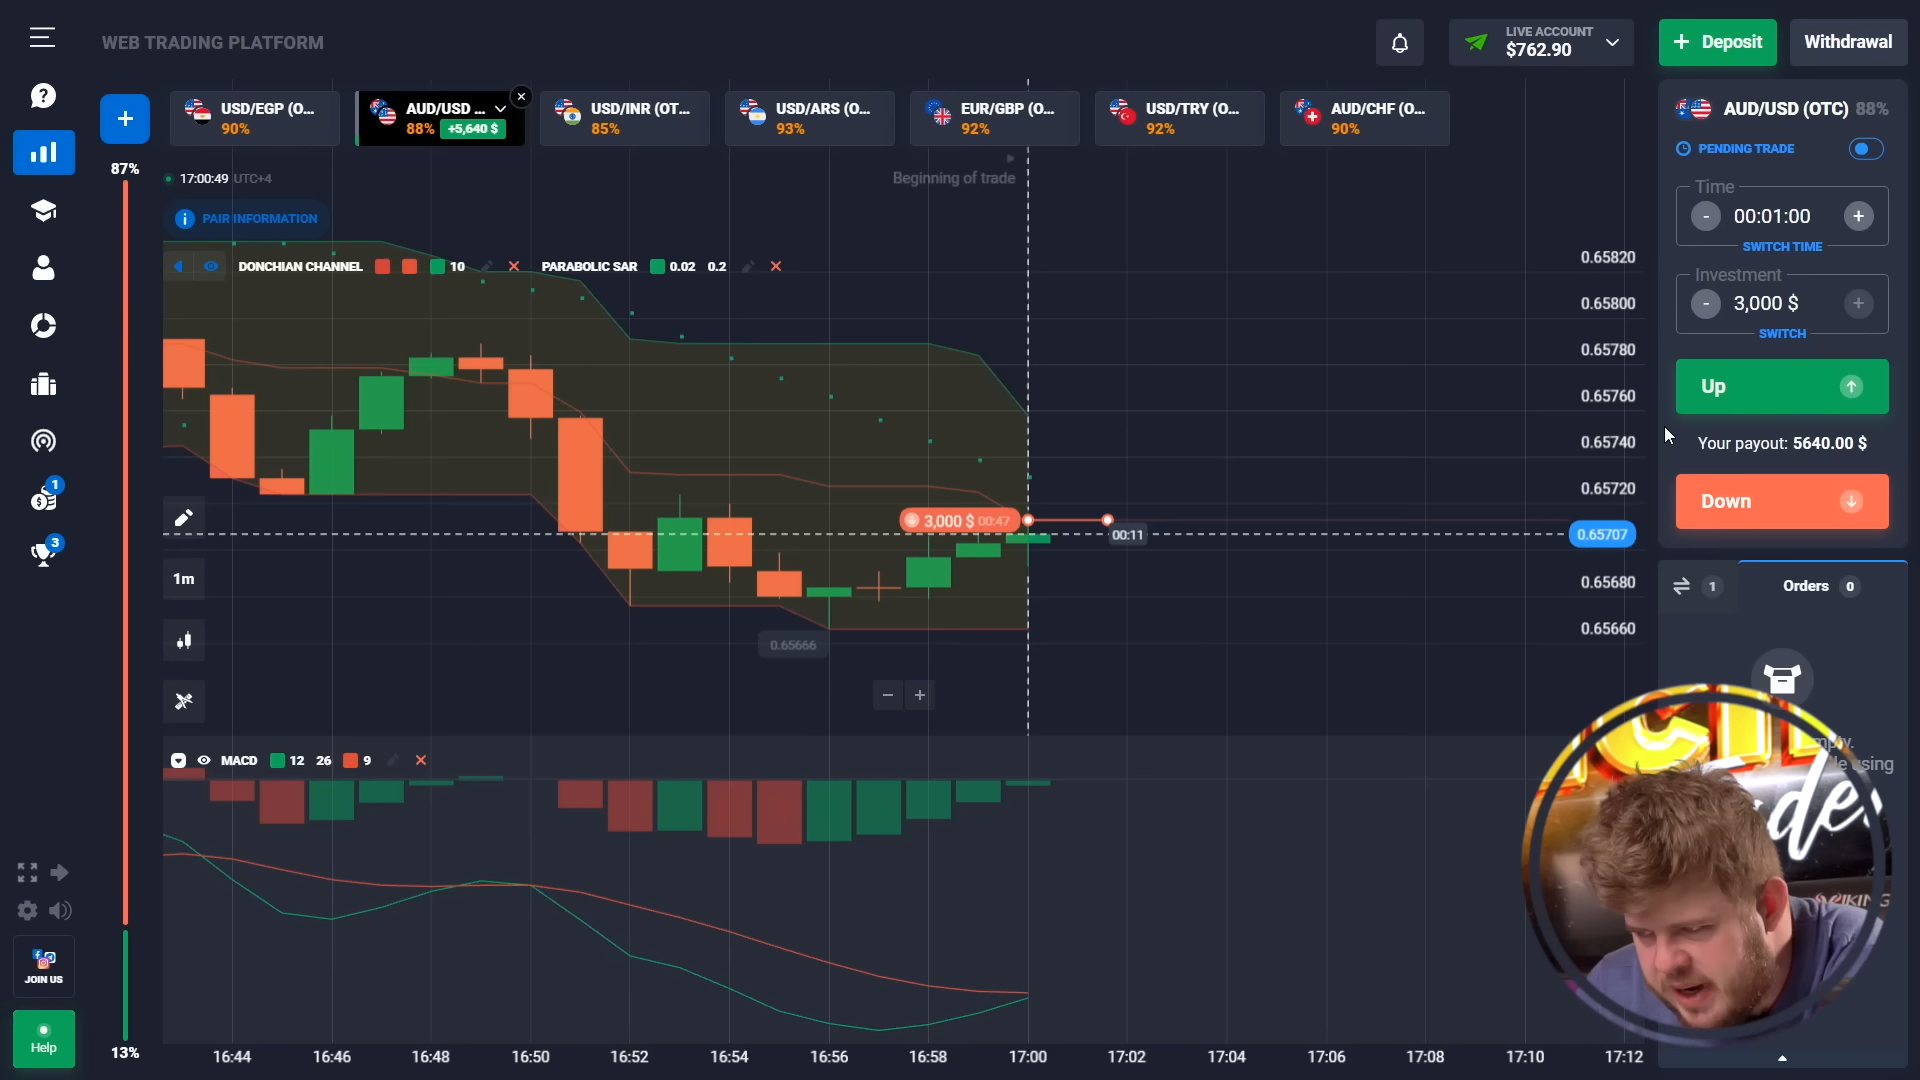 WEB TRADING PLATFORM
LIVE ACCOUNT
$762.90
Deposit
Withdrawal
USD/EGP (O...
90%
AUD/USD ...
88% +5,640 $
USD/INR (OT...
85%
USD/ARS (O...
93%
EUR/GBP (O...
92%
USD/TRY (O...
92%
AUD/CHF (O...
90%
87%
17:00:49 UTC+4
Beginning of trade
PAIR INFORMATION
DONCHIAN CHANNEL 10 PARABOLIC SAR 0.02 0.2
0.65820
0.65800
0.65780
0.65760
0.65740
0.65720
3,000 $ 00:47
00:11
0.65707
0.65680
0.65660
0.65666
1m
MACD 12 26 9
AUD/USD (OTC) 88%
PENDING TRADE
Time
- 00:01:00 +
SWITCH TIME
Investment
- 3,000 $ +
SWITCH
Up
Your payout: 5640.00 $
Down
1 Orders 0
mpty.
le using
1
3
JOIN US
Help
13%
16:44 16:46 16:48 16:50 16:52 16:54 16:56 16:58 17:00 17:02 17:04 17:06 17:08 17:10 17:12